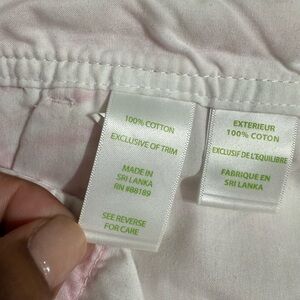 100% COTTON
EXCLUSIVE OF TRIM
MADE IN
SRI LANKA
RN #88189
SEE REVERSE
FOR CARE
EXTERIEUR
100% COTON
EXCLUSIF DE L'EQUILIBRE
FABRIQUE EN
SRI LANKA